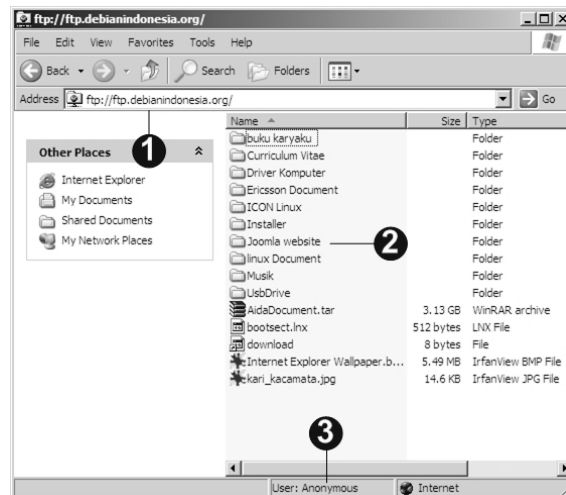 ftp://ftp.debianindonesia.org/
File Edit View Favorites Tools Help
Back Search Folders
Address ftp://ftp.debianindonesia.org/ Go
1
Other Places
Internet Explorer
My Documents
Shared Documents
My Network Places
Name Size Type
buku karyaku Folder
Curriculum Vitae Folder
Driver Komputer Folder
Ericsson Document Folder
ICON Linux Folder
Installer Folder
Joomla website Folder
2
linux Document Folder
Musik Folder
UsbDrive Folder
AidaDocument.tar 3.13 GB WinRAR archive
bootsect.lnx 512 bytes LNX File
download 8 bytes File
Internet Explorer Wallpaper.b... 5.49 MB IrfanView BMP File
kari_kacamata.jpg 14.6 KB IrfanView JPG File
3
User: Anonymous Internet